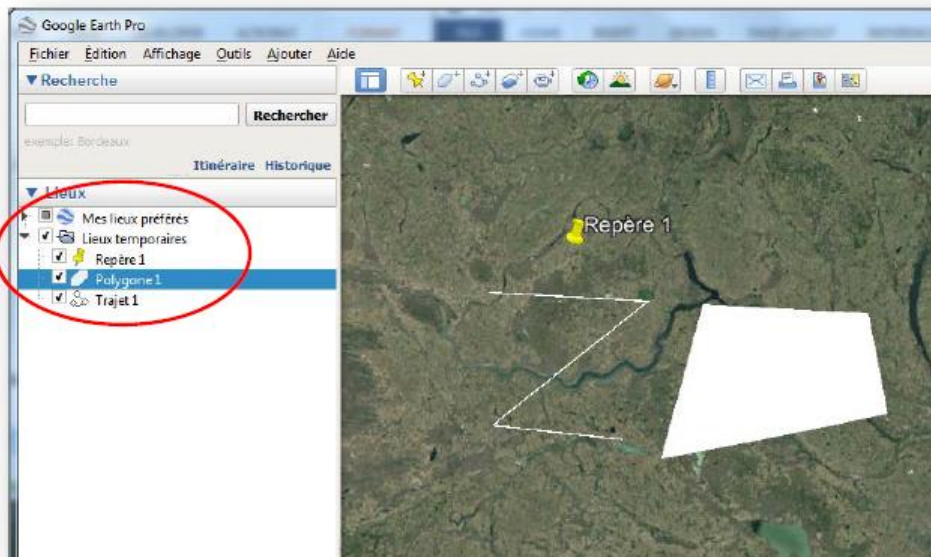 Google Earth Pro
Fichier Édition Affichage Outils Ajouter Aide
Recherche
Rechercher
exemple: Bordeaux
Itinéraire Historique
Lieux
Mes lieux préférés
Lieux temporaires
Repère 1
Polygone 1
Trajet 1
Repère 1